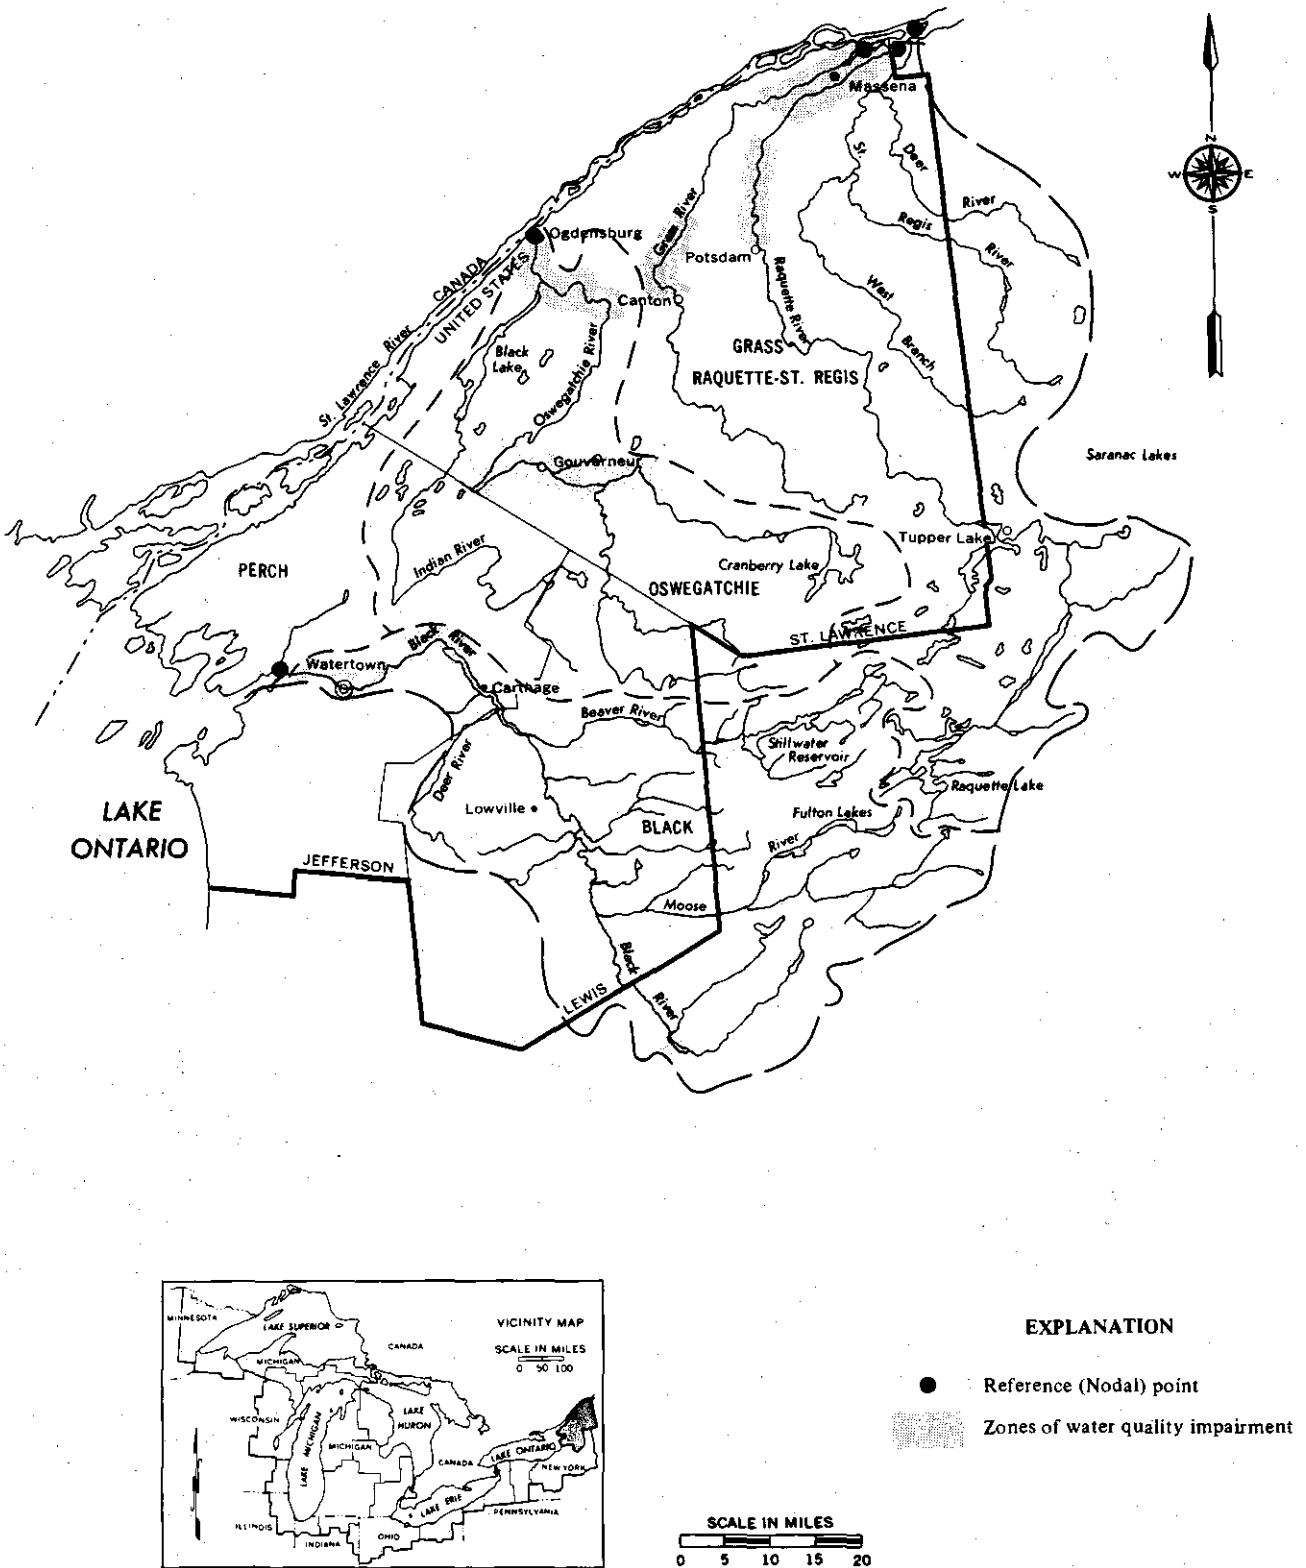 Massena
N
W
E
S
St.
Deer
River
Regis
River
Grass River
Ogdensburg
Potsdam
Raquette River
CANADA
UNITED STATES
Canton
West
Branch
St. Lawrence River
Black
Lake
Oswegatchie River
GRASS
RAQUETTE-ST. REGIS
Saranac Lakes
Gouverneur
Tupper Lake
Indian River
Cranberry Lake
PERCH
OSWEGATCHIE
ST. LAWRENCE
Black River
Watertown
Carthage
Beaver River
Stillwater
Reservoir
Deer River
Raquette Lake
Lowville
Fulton Lakes
LAKE
ONTARIO
BLACK
River
JEFFERSON
Moose
Black
River
LEWIS
VICINITY MAP
SCALE IN MILES
0 50 100
MINNESOTA
LAKE SUPERIOR
CANADA
MICHIGAN
WISCONSIN
LAKE MICHIGAN
LAKE
HURON
MICHIGAN
CANADA
LAKE ONTARIO
NEW YORK
LAKE ERIE
PENNSYLVANIA
ILLINOIS
INDIANA
OHIO
EXPLANATION
Reference (Nodal) point
Zones of water quality impairment
SCALE IN MILES
0 5 10 15 20